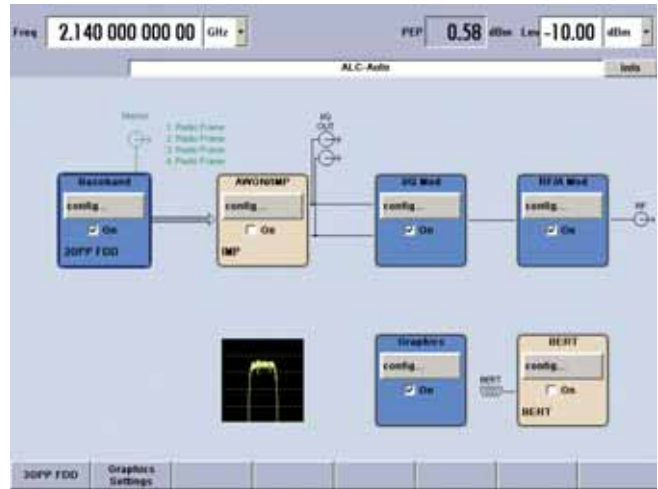 Freq 2.140 000 000 00 GHz PEP 0.58 dBm Lev -10.00 dBm
ALC-Auto Info
I/Q OUT
Marker
1 Radio Frame
2 Radio Frame
3 Radio Frame
4 Radio Frame
Baseband
config...
On
3GPP FDD
AWGN/IMP
config...
On
IMP
I/Q Mod
config...
On
RF/A Mod
config...
On
RF
Graphics
config...
On
BERT
BERT
config...
On
BERT
3GPP FDD
Graphics Settings